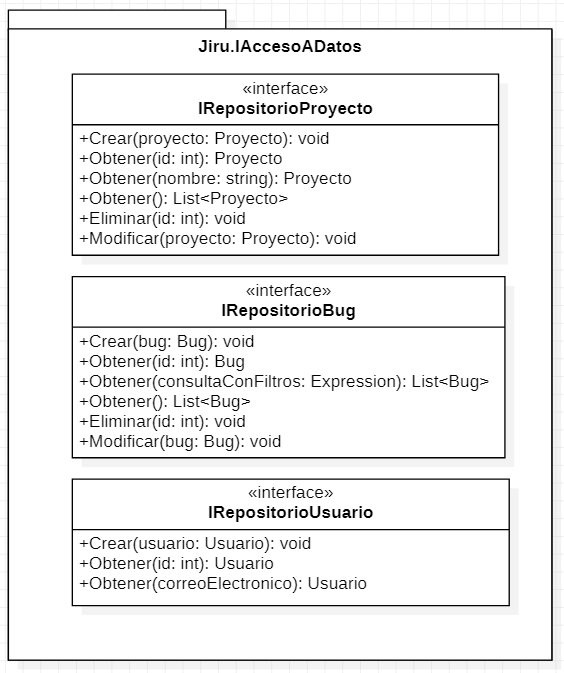 Jiru.IAccesoADatos
«interface»
IRepositorioProyecto
+Crear(proyecto: Proyecto): void
+Obtener(id: int): Proyecto
+Obtener(nombre: string): Proyecto
+Obtener(): List<Proyecto>
+Eliminar(id: int): void
+Modificar(proyecto: Proyecto): void
«interface»
IRepositorioBug
+Crear(bug: Bug): void
+Obtener(id: int): Bug
+Obtener(consultaConFiltros: Expression): List<Bug>
+Obtener(): List<Bug>
+Eliminar(id: int): void
+Modificar(bug: Bug): void
«interface»
IRepositorioUsuario
+Crear(usuario: Usuario): void
+Obtener(id: int): Usuario
+Obtener(correoElectronico): Usuario